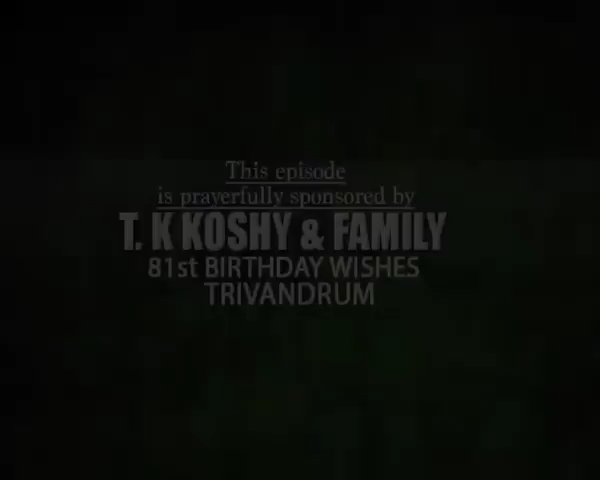 This episode
is prayerfully sponsored by
T. K KOSHY & FAMILY
81st BIRTHDAY WISHES
TRIVANDRUM